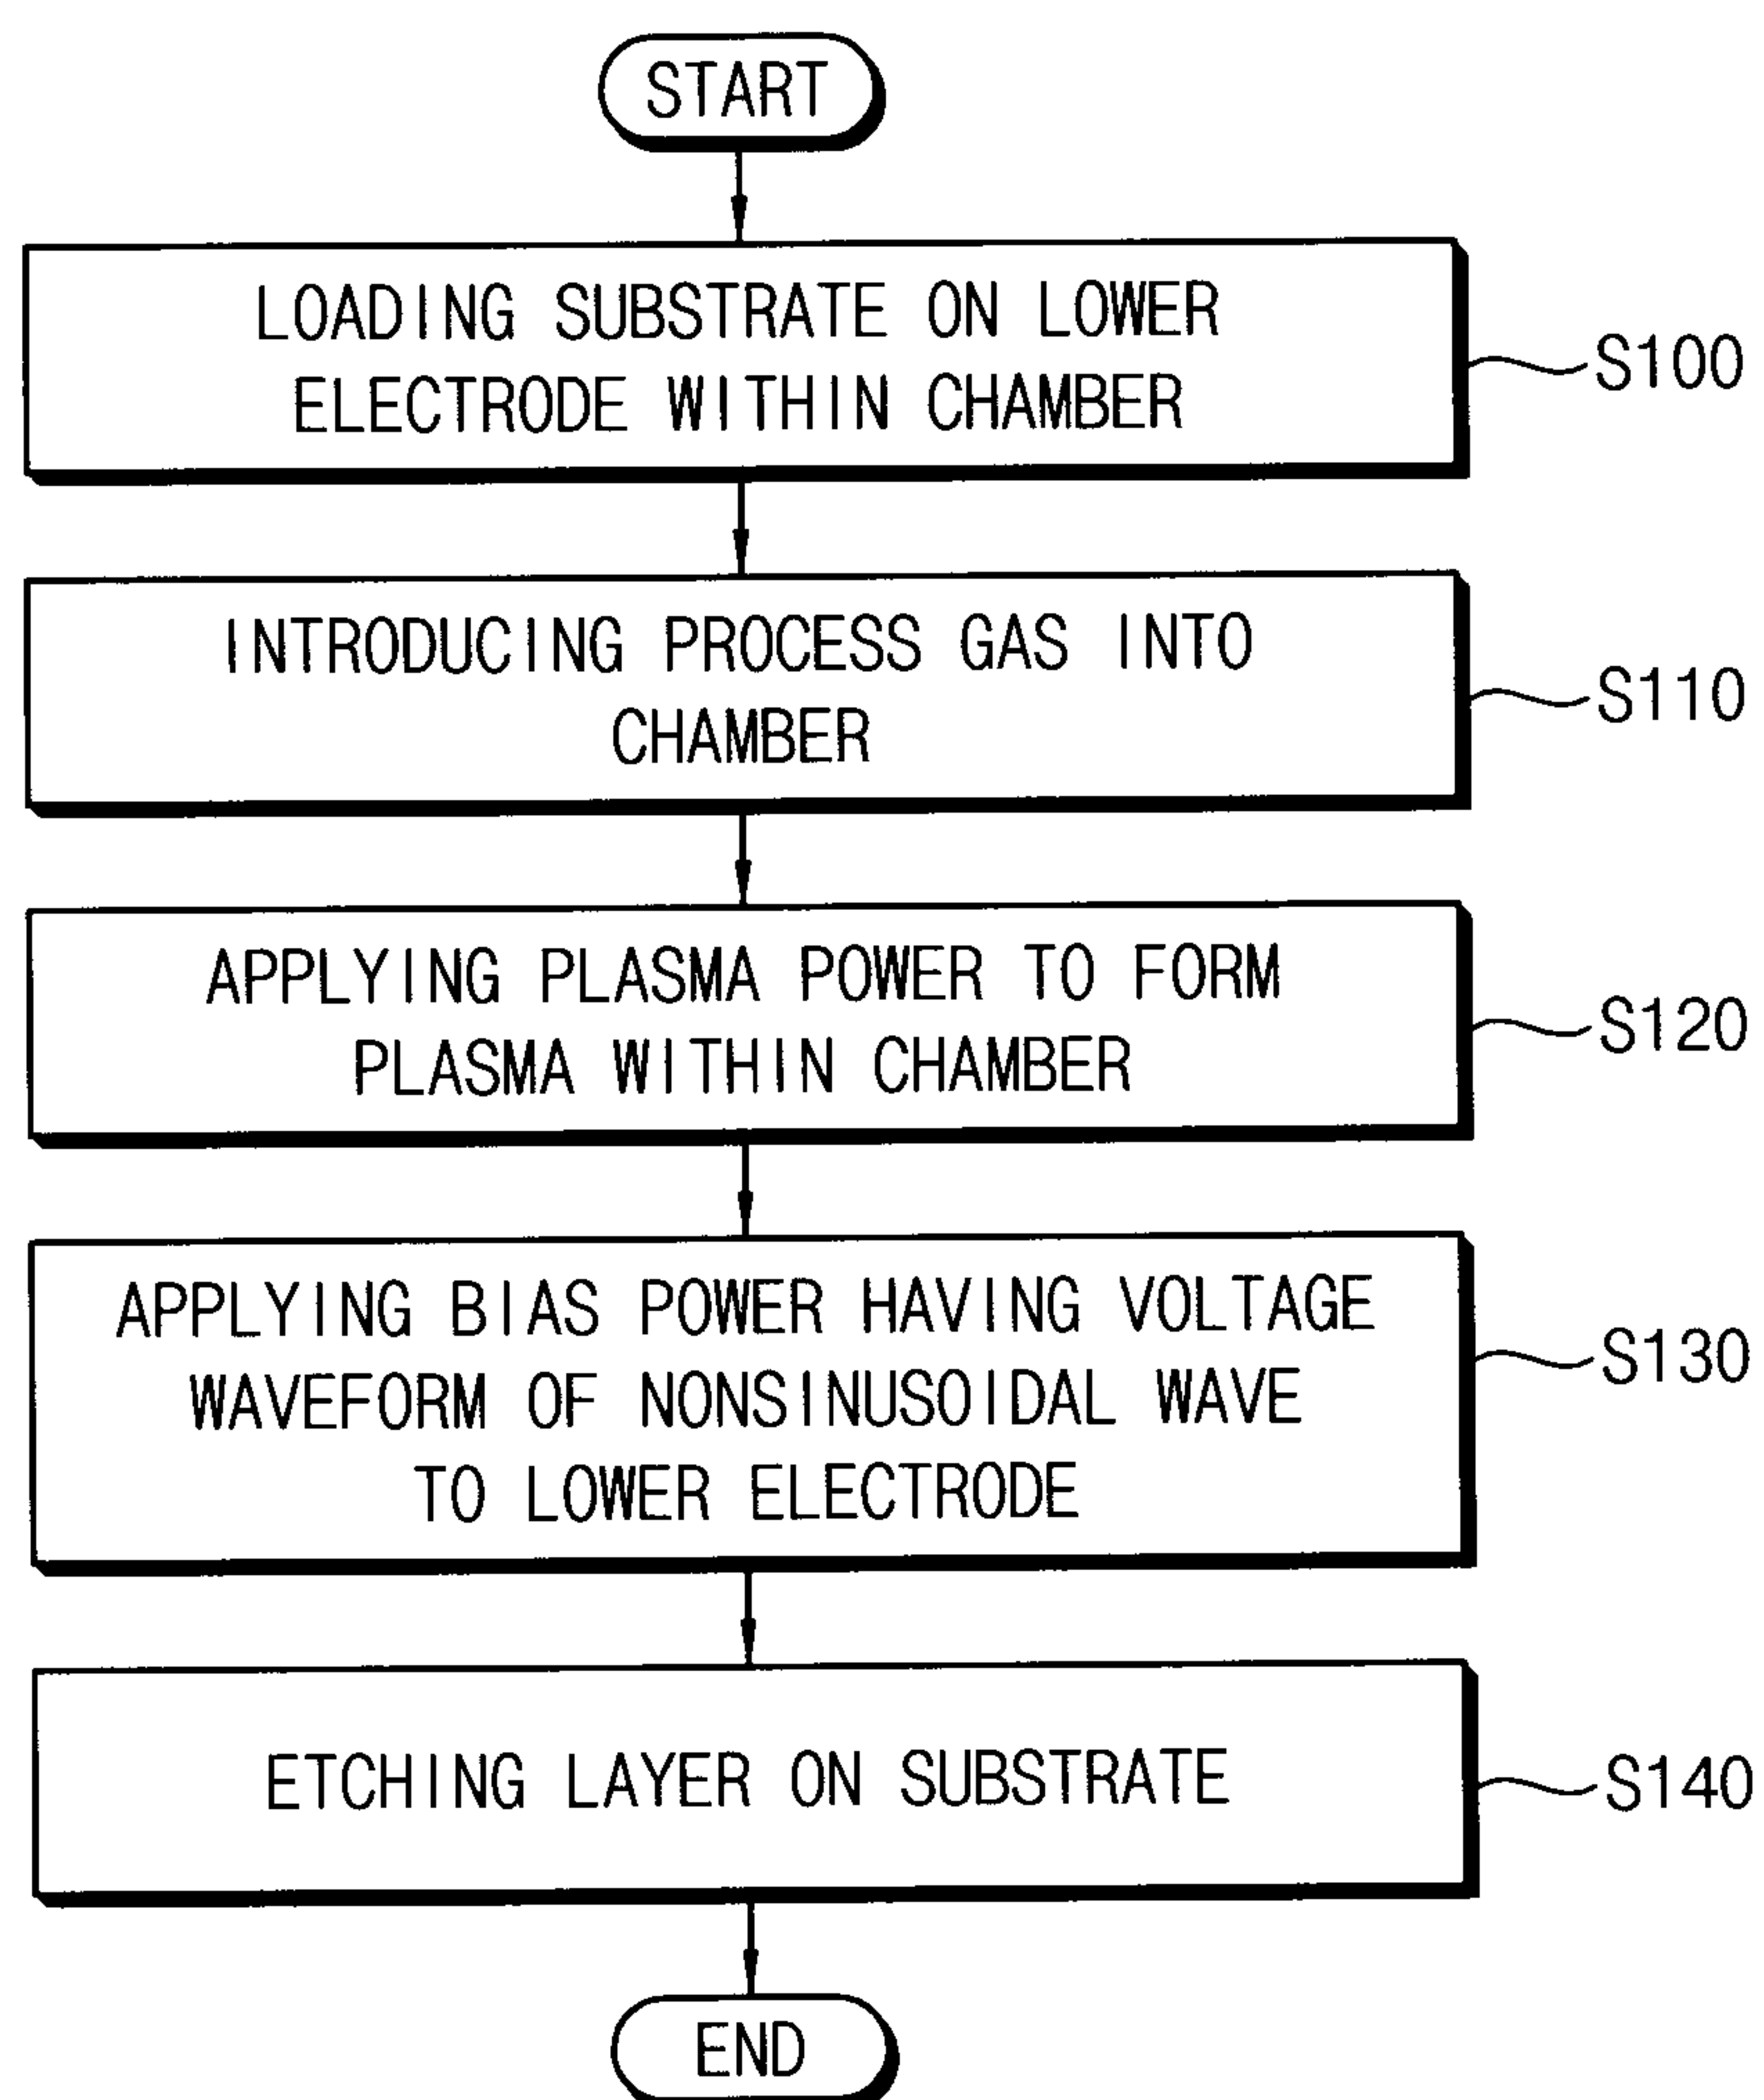 START
LOADING SUBSTRATE ON LOWER
ELECTRODE WITHIN CHAMBER
S100
INTRODUCING PROCESS GAS INTO
CHAMBER
S110
APPLYING PLASMA POWER TO FORM
PLASMA WITHIN CHAMBER
S120
APPLYING BIAS POWER HAVING VOLTAGE
WAVEFORM OF NONSINUSOIDAL WAVE
TO LOWER ELECTRODE
S130
ETCHING LAYER ON SUBSTRATE
S140
END